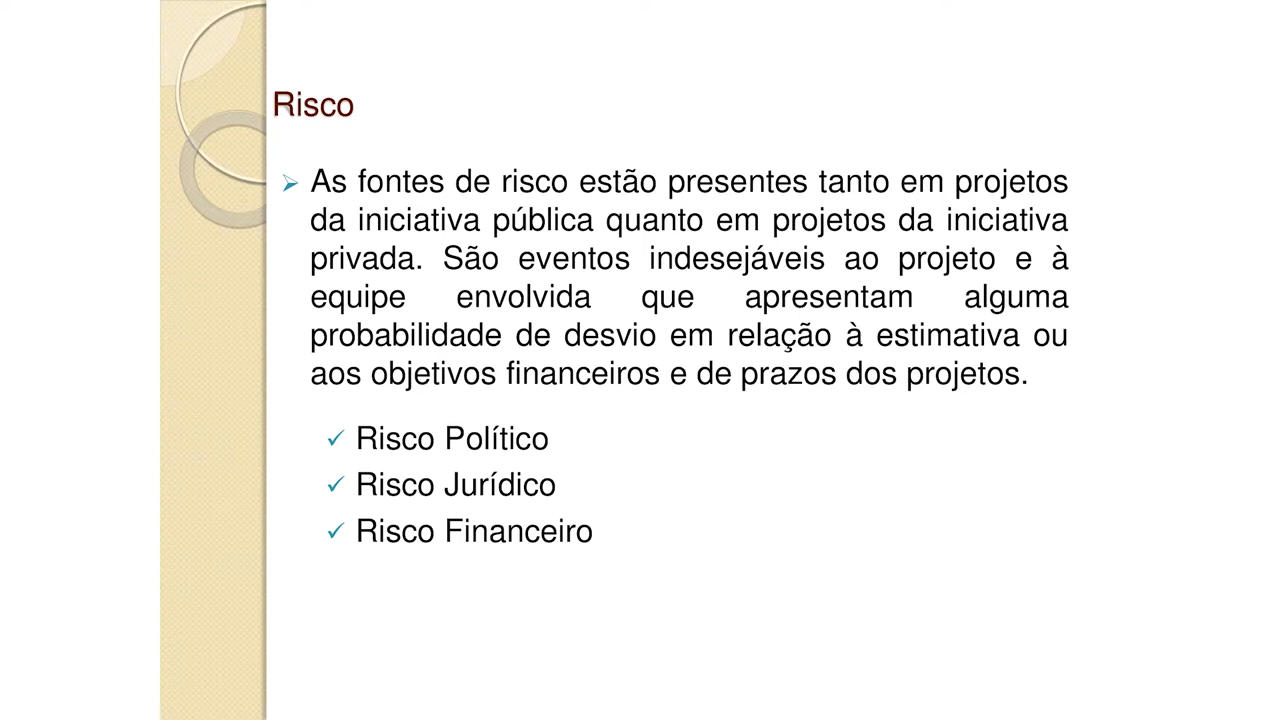 Risco
As fontes de risco estão presentes tanto em projetos
da iniciativa pública quanto em projetos da iniciativa
privada. São eventos indesejáveis ao projeto e à
equipe envolvida que apresentam alguma
probabilidade de desvio em relação à estimativa ou
aos objetivos financeiros e de prazos dos projetos.
Risco Político
Risco Jurídico
Risco Financeiro